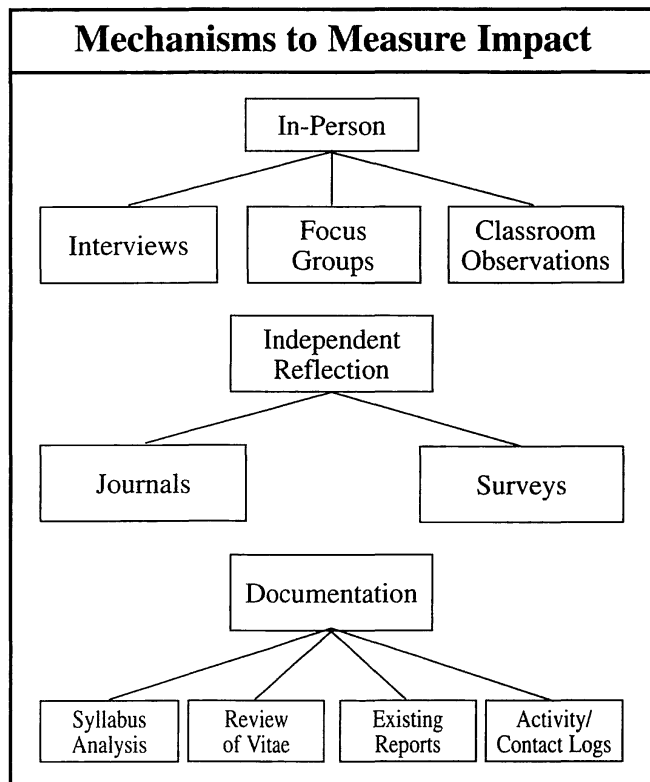 Mechanisms to Measure Impact
In-Person
Interviews
Focus
Groups
Classroom
Observations
Independent
Reflection
Journals
Surveys
Documentation
Syllabus
Analysis
Review
of Vitae
Existing
Reports
Activity/
Contact Logs